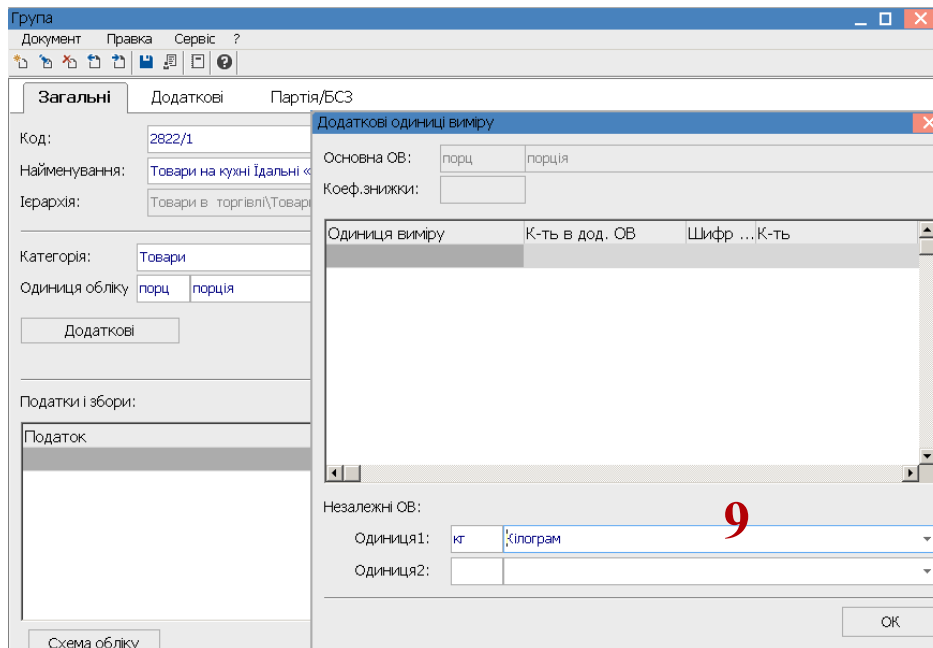 Група
Документ Правка Сервіс ?
Загальні Додаткові Партія/БСЗ
Код: 2822/1
Найменування: Товари на кухні Їдальні «
Ієрархія: Товари в торгівлі\Товар
Категорія: Товари
Одиниця обліку порц порція
Додаткові
Податки і збори:
Податок
Схема обліку
Додаткові одиниці виміру
Основна ОВ: порц порція
Коеф.знижки:
Одиниця виміру К-ть в дод. ОВ Шифр ... К-ть
Незалежні ОВ:
9
Одиниця1: кг Кілограм
Одиниця2:
OK